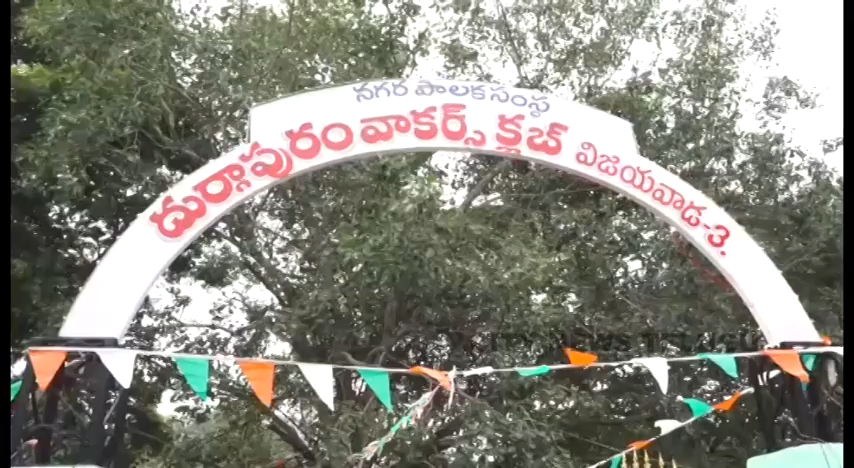 నగర పాలక సంస్థ
దుర్గాపురం వాకర్స్ క్లబ్ విజయవాడ-3.